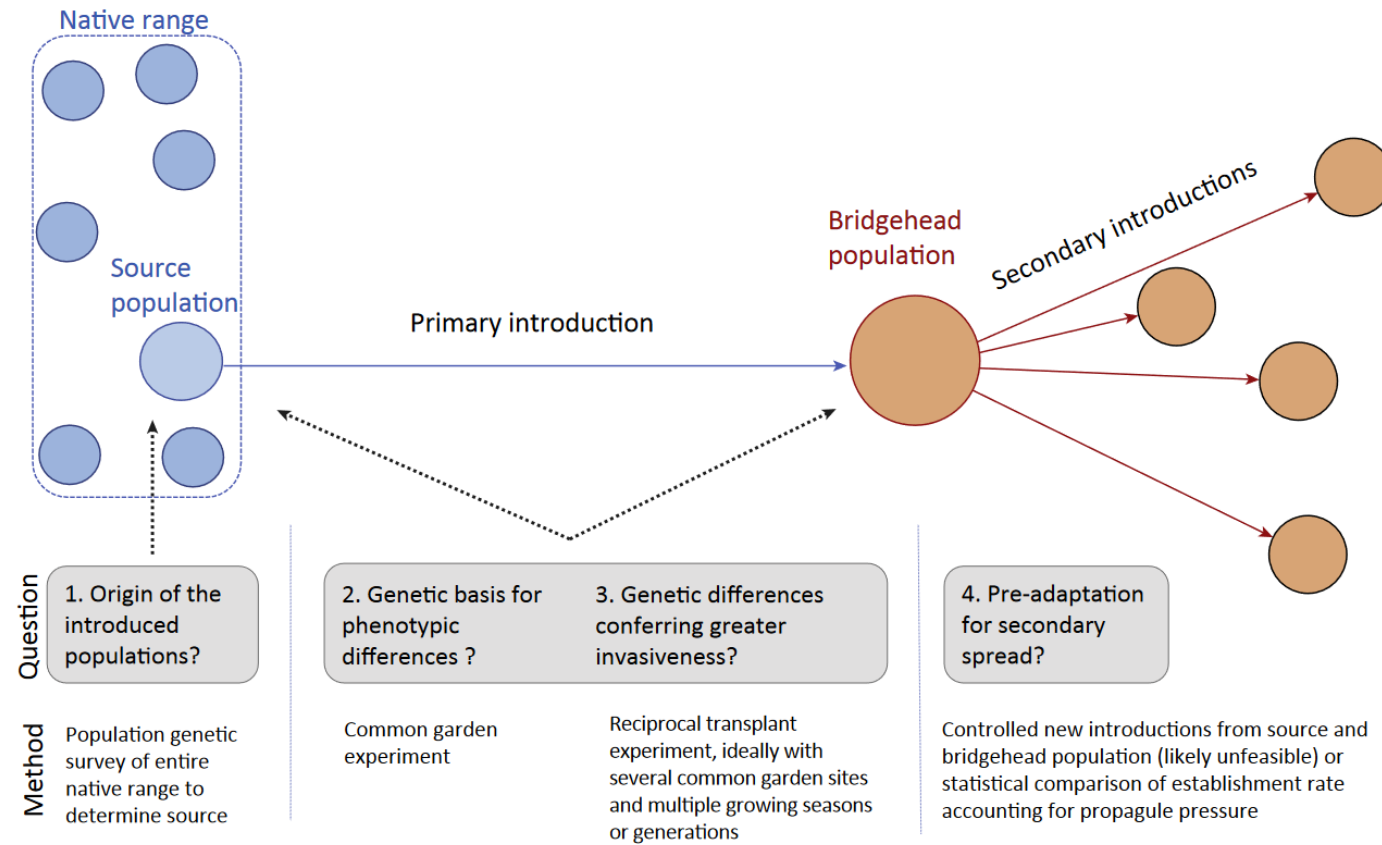 Native range
Source
population
Primary introduction
Bridgehead
population
Secondary introductions
Question
1. Origin of the
introduced
populations?
2. Genetic basis for
phenotypic
differences ?
3. Genetic differences
conferring greater
invasiveness?
4. Pre-adaptation
for secondary
spread?
Method
Population genetic
survey of entire
native range to
determine source
Common garden
experiment
Reciprocal transplant
experiment, ideally with
several common garden sites
and multiple growing seasons
or generations
Controlled new introductions from source and
bridgehead population (likely unfeasible) or
statistical comparison of establishment rate
accounting for propagule pressure